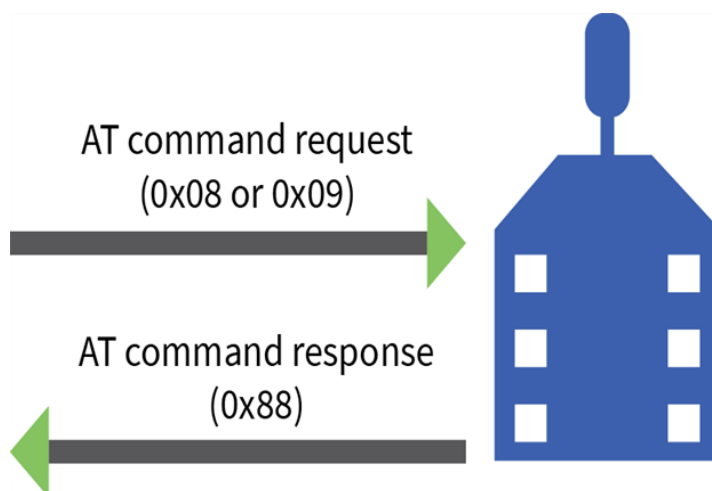 AT command request
(0x08 or 0x09)
AT command response
(0x88)